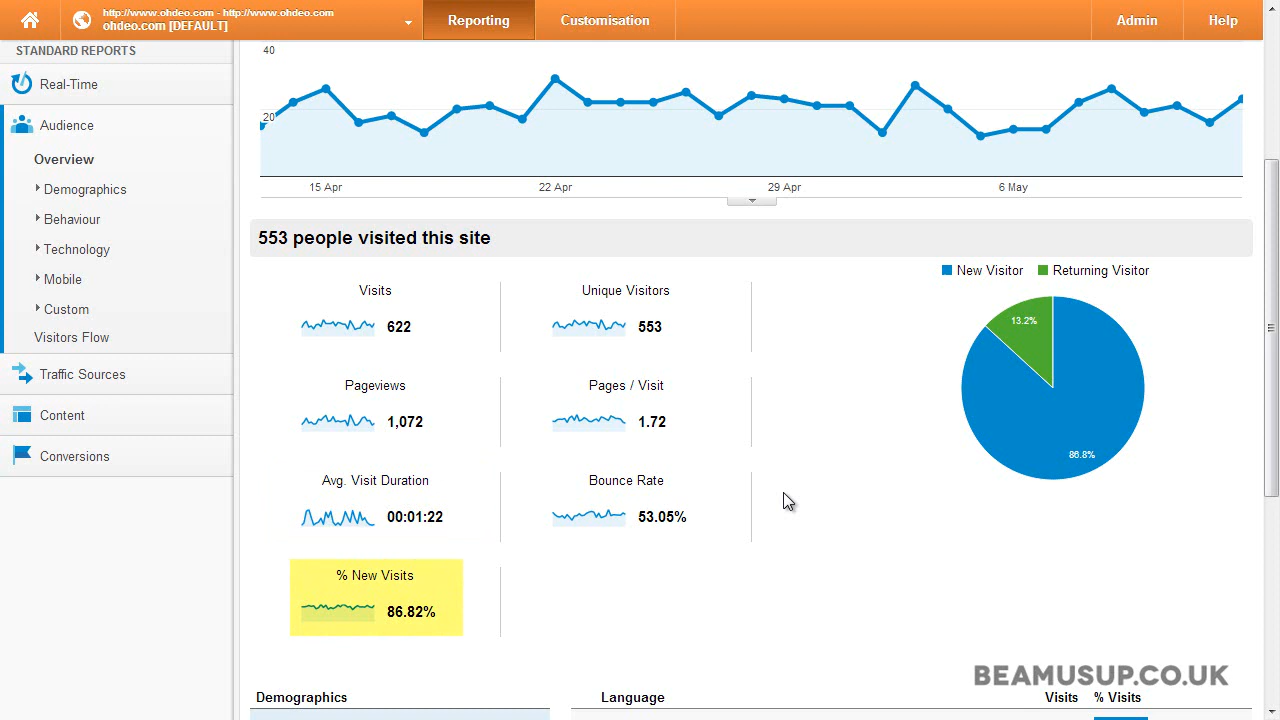 http://www.ohdeo.com - http://www.ohdeo.com
ohdeo.com [DEFAULT]
Reporting
Customisation
Admin
Help
STANDARD REPORTS
Real-Time
Audience
Overview
Demographics
Behaviour
Technology
Mobile
Custom
Visitors Flow
Traffic Sources
Content
Conversions
40
20
15 Apr
22 Apr
29 Apr
6 May
553 people visited this site
Visits
622
Unique Visitors
553
Pageviews
1,072
Pages / Visit
1.72
Avg. Visit Duration
00:01:22
Bounce Rate
53.05%
% New Visits
86.82%
New Visitor
Returning Visitor
13.2%
86.8%
BEAMUSUP.CO.UK
Demographics
Language
Visits
% Visits